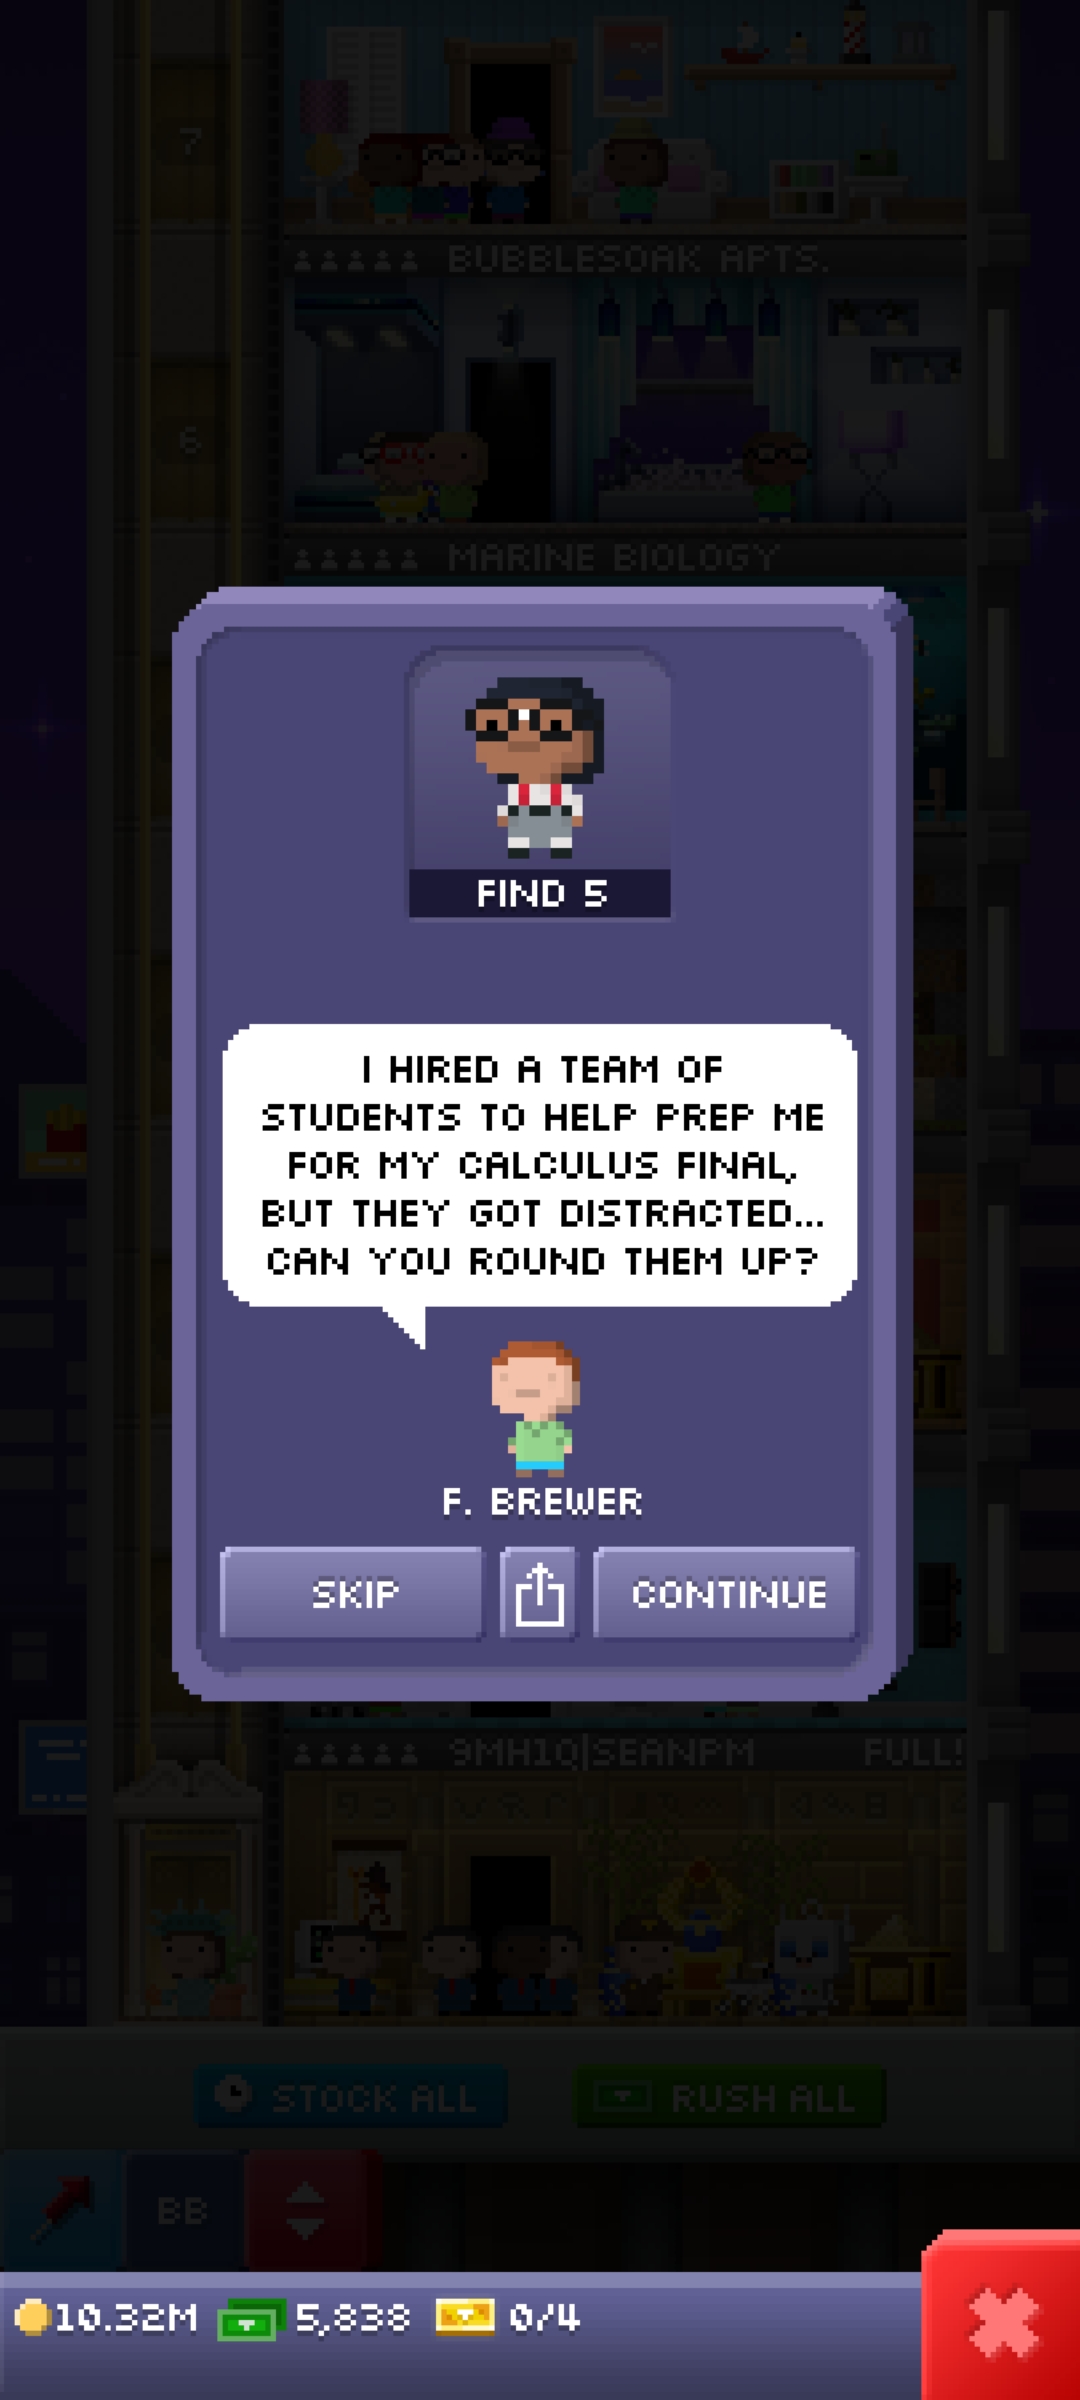 7
BUBBLESOAK APTS.
6
MARINE BIOLOGY
FIND 5
I HIRED A TEAM OF
STUDENTS TO HELP PREP ME
FOR MY CALCULUS FINAL,
BUT THEY GOT DISTRACTED...
CAN YOU ROUND THEM UP?
F. BREWER
SKIP
CONTINUE
9MH1Q|SEANPM FULL!
STOCK ALL
RUSH ALL
BB
10.32M 5,838 0/4